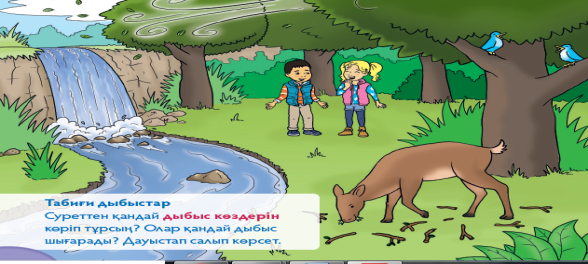 Табиғи дыбыстар
Суреттен қандай дыбыс көздерін
көріп тұрсың? Олар қандай дыбыс
шығарады? Дауыстап салып көрсет.